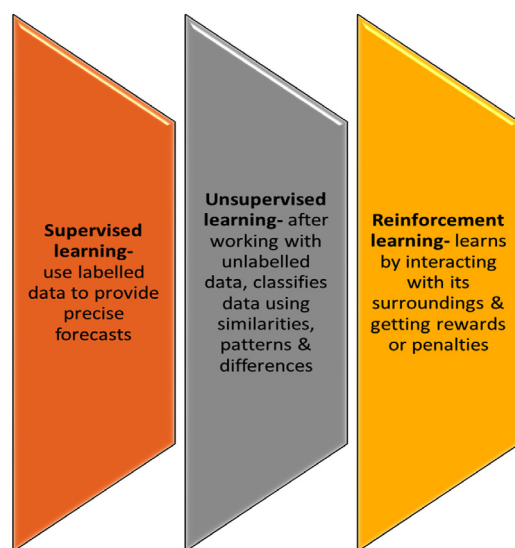 Supervised
learning-
use labelled
data to provide
precise
forecasts
Unsupervised
learning- after
working with
unlabelled
data, classifies
data using
similarities,
patterns &
differences
Reinforcement
learning- learns
by interacting
with its
surroundings &
getting rewards
or penalties